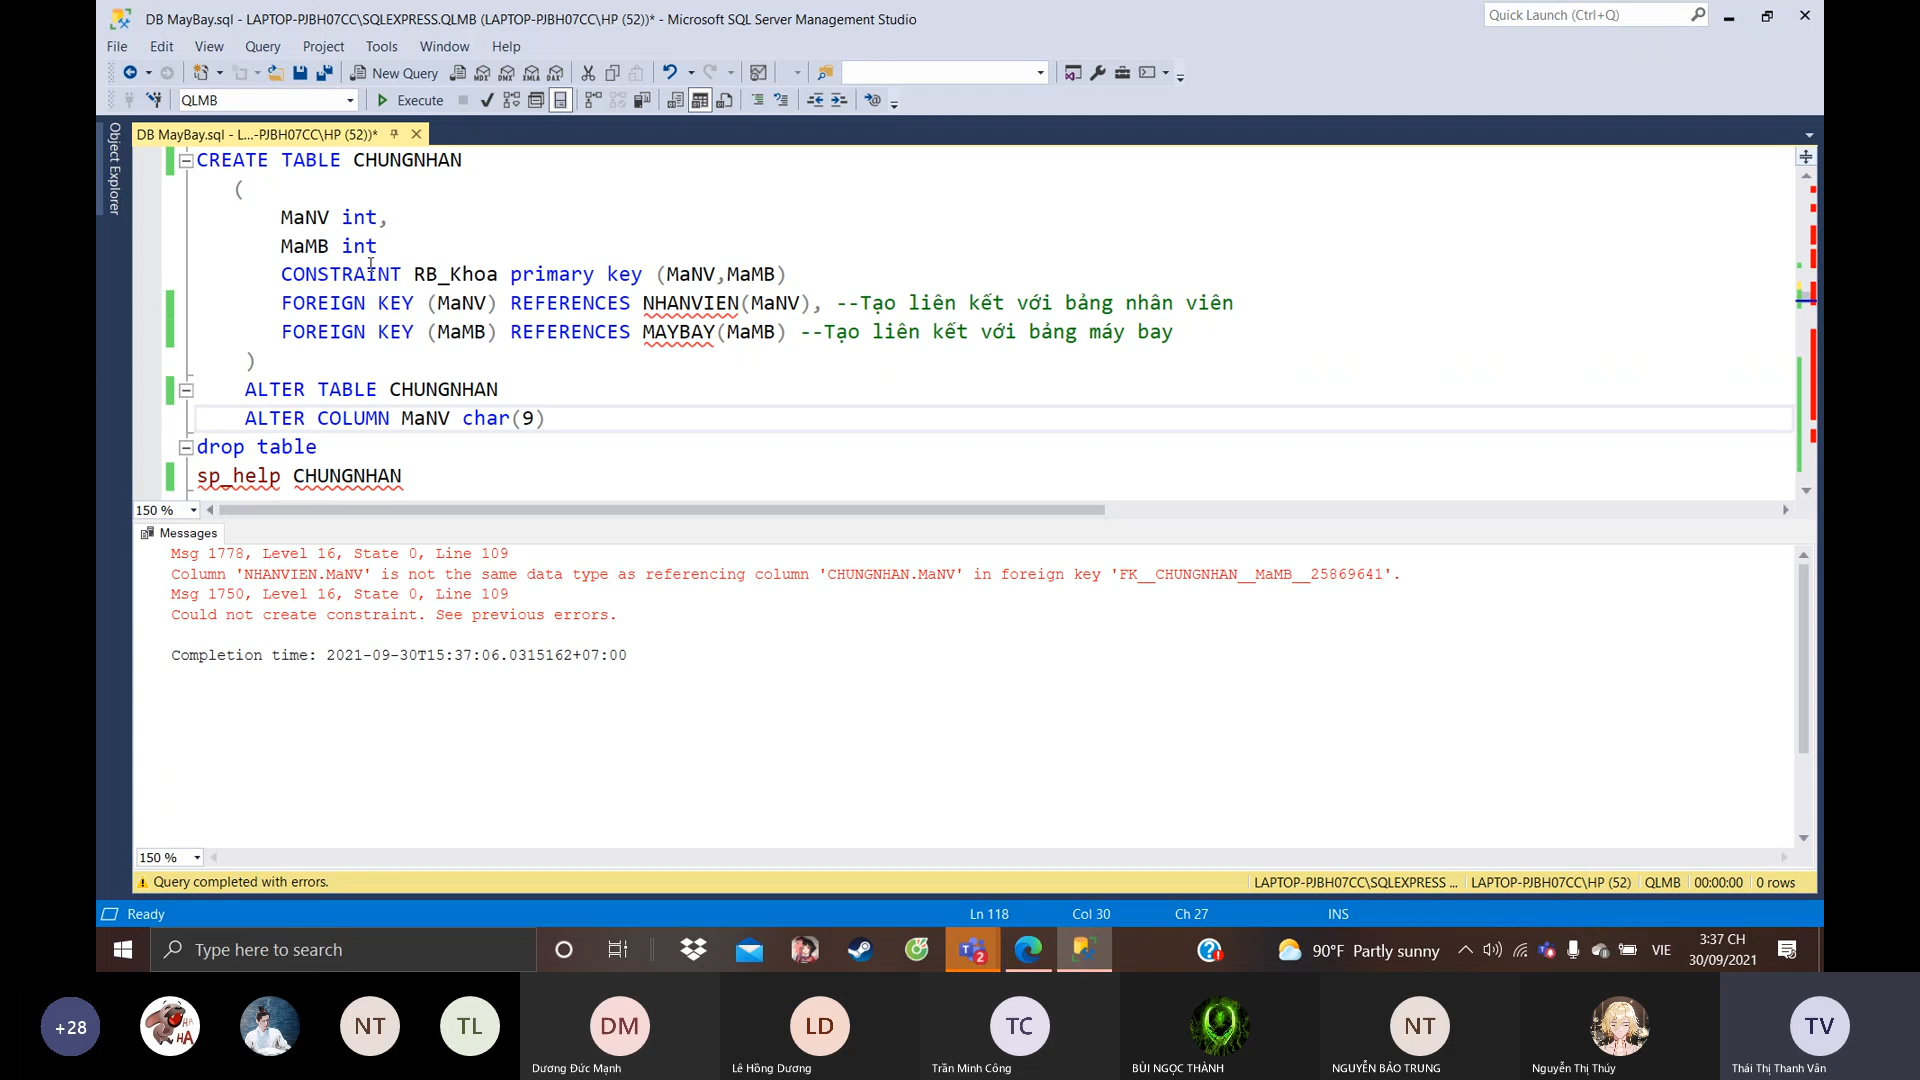 DB MayBay.sql - LAPTOP-PJBH07CC\SQLEXPRESS.QLMB (LAPTOP-PJBH07CC\HP (52))* - Microsoft SQL Server Management Studio
Quick Launch (Ctrl+Q)
File Edit View Query Project Tools Window Help
New Query
MDX DMX XMLA DAX
QLMB
Execute
Object Explorer
DB MayBay.sql - L...-PJBH07CC\HP (52))*
CREATE TABLE CHUNGNHAN
(
MaNV int,
MaMB int
CONSTRAINT RB_Khoa primary key (MaNV,MaMB)
FOREIGN KEY (MaNV) REFERENCES NHANVIEN(MaNV), --Tạo liên kết với bảng nhân viên
FOREIGN KEY (MaMB) REFERENCES MAYBAY(MaMB) --Tạo liên kết với bảng máy bay
)
ALTER TABLE CHUNGNHAN
ALTER COLUMN MaNV char(9)
drop table
sp_help CHUNGNHAN
150 %
Messages
Msg 1778, Level 16, State 0, Line 109
Column 'NHANVIEN.MaNV' is not the same data type as referencing column 'CHUNGNHAN.MaNV' in foreign key 'FK__CHUNGNHAN__MaMB__25869641'.
Msg 1750, Level 16, State 0, Line 109
Could not create constraint. See previous errors.
Completion time: 2021-09-30T15:37:06.0315162+07:00
150 %
Query completed with errors.
LAPTOP-PJBH07CC\SQLEXPRESS ... LAPTOP-PJBH07CC\HP (52) QLMB 00:00:00 0 rows
Ready
Ln 118 Col 30 Ch 27 INS
Type here to search
2
90°F Partly sunny
VIE
3:37 CH
30/09/2021
+28
HA HA
NT
TL
DM
LD
TC
NT
TV
Dương Đức Mạnh
Lê Hồng Dương
Trần Minh Công
BÙI NGỌC THÀNH
NGUYỄN BẢO TRUNG
Nguyễn Thị Thúy
Thái Thị Thanh Vân